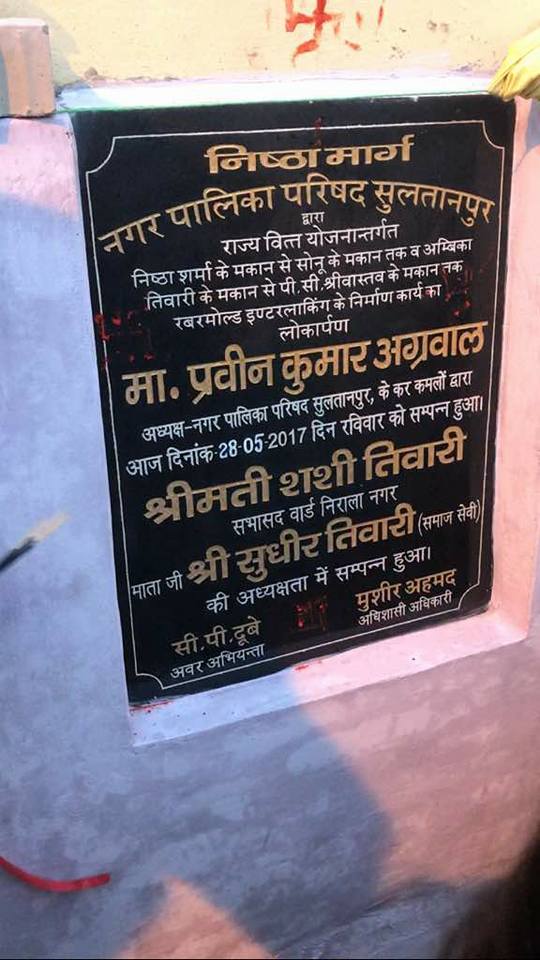 निष्ठा मार्ग
नगर पालिका परिषद सुलतानपुर
द्वारा
राज्य वित्त योजनान्तर्गत
निष्ठा शर्मा के मकान से सोनू के मकान तक व अम्बिका
तिवारी के मकान से पी.सी.श्रीवास्तव के मकान तक
रबरमोल्ड इण्टरलाकिंग के निर्माण कार्य का
लोकार्पण
मा. प्रवीन कुमार अग्रवाल
अध्यक्ष-नगर पालिका परिषद सुलतानपुर, के कर कमलों द्वारा
आज दिनांक-28-05-2017 दिन रविवार को सम्पन्न हुआ।
श्रीमती शशी तिवारी
सभासद वार्ड निराला नगर
माता जी श्री सुधीर तिवारी (समाज सेवी)
की अध्यक्षता में सम्पन्न हुआ।
सी.पी.दूबे
अवर अभियन्ता
मुशीर अहमद
अधिशासी अधिकारी